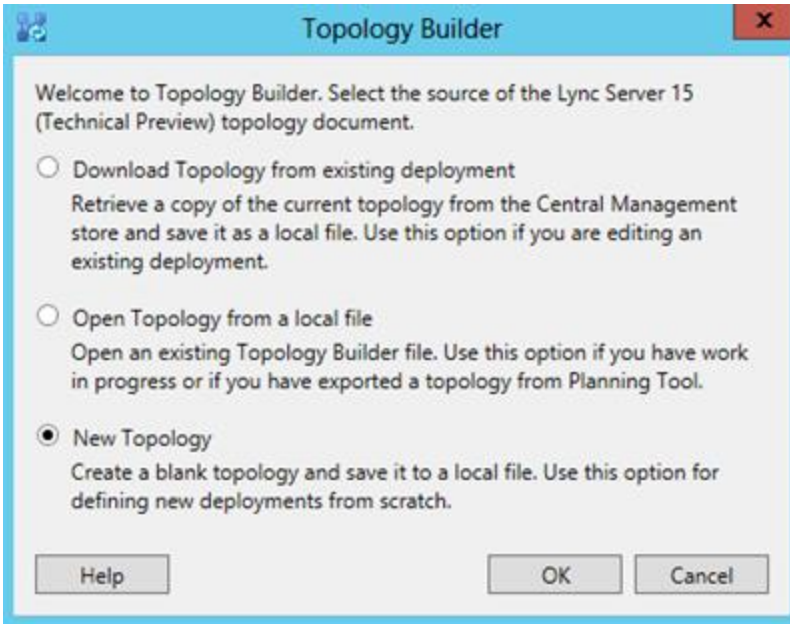 Topology Builder
x
Welcome to Topology Builder. Select the source of the Lync Server 15
(Technical Preview) topology document.
Download Topology from existing deployment
Retrieve a copy of the current topology from the Central Management
store and save it as a local file. Use this option if you are editing an
existing deployment.
Open Topology from a local file
Open an existing Topology Builder file. Use this option if you have work
in progress or if you have exported a topology from Planning Tool.
New Topology
Create a blank topology and save it to a local file. Use this option for
defining new deployments from scratch.
Help OK Cancel